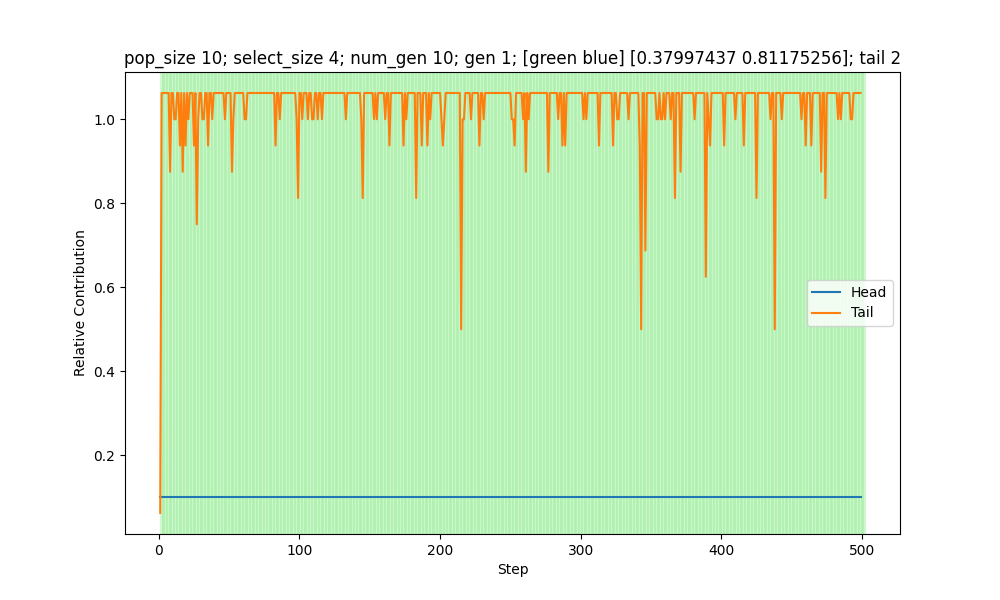 pop_size 10; select_size 4; num_gen 10; gen 1; [green blue] [0.37997437 0.81175256]; tail 2
1.0
0.8
0.6
0.4
0.2
Relative Contribution
Head
Tail
0 100 200 300 400 500
Step